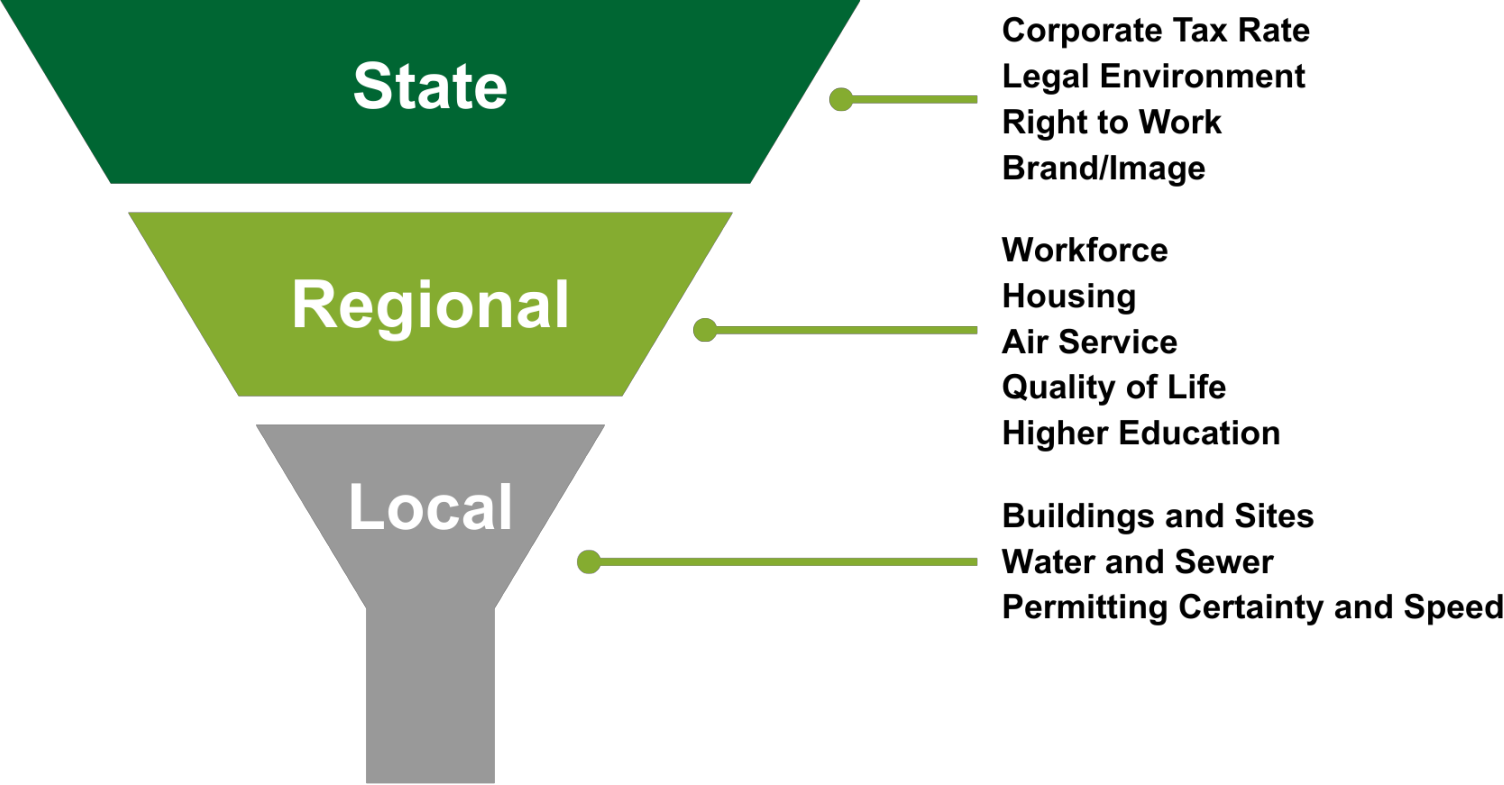 State
Corporate Tax Rate
Legal Environment
Right to Work
Brand/Image
Regional
Workforce
Housing
Air Service
Quality of Life
Higher Education
Local
Buildings and Sites
Water and Sewer
Permitting Certainty and Speed